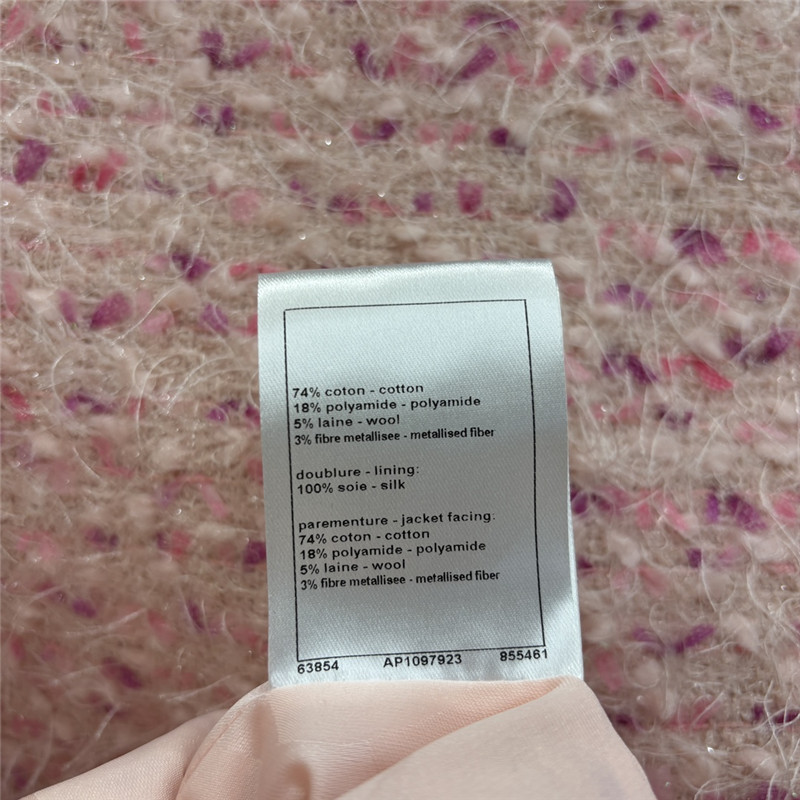 74% coton - cotton
18% polyamide - polyamide
5% laine - wool
3% fibre metallisee - metallised fiber
doublure - lining:
100% soie - silk
parementure - jacket facing:
74% coton - cotton
18% polyamide - polyamide
5% laine - wool
3% fibre metallisee - metallised fiber
63854 AP1097923 855461